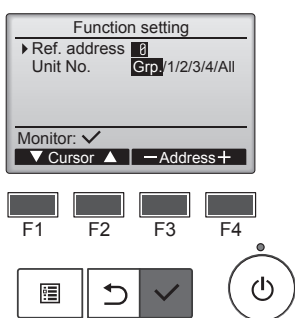 Function setting
Ref. address 0
Unit No. Grp./1/2/3/4/All
Monitor: ✓
▼ Cursor ▲ −Address+
F1 F2 F3 F4